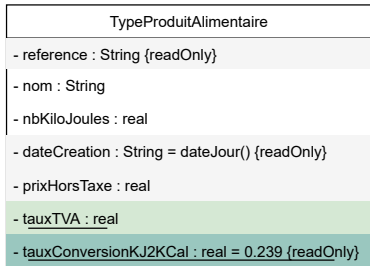 TypeProduitAlimentaire
- reference : String {readOnly}
- nom : String
- nbKiloJoules : real
- dateCreation : String = dateJour() {readOnly}
- prixHorsTaxe : real
- tauxTVA : real
- tauxConversionKJ2KCal : real = 0.239 {readOnly}